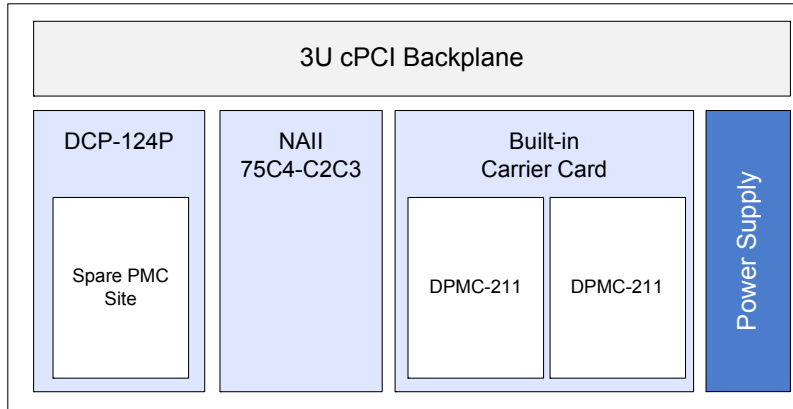 3U cPCI Backplane
DCP-124P
Spare PMC
Site
NAII
75C4-C2C3
Built-in
Carrier Card
DPMC-211
DPMC-211
Power Supply